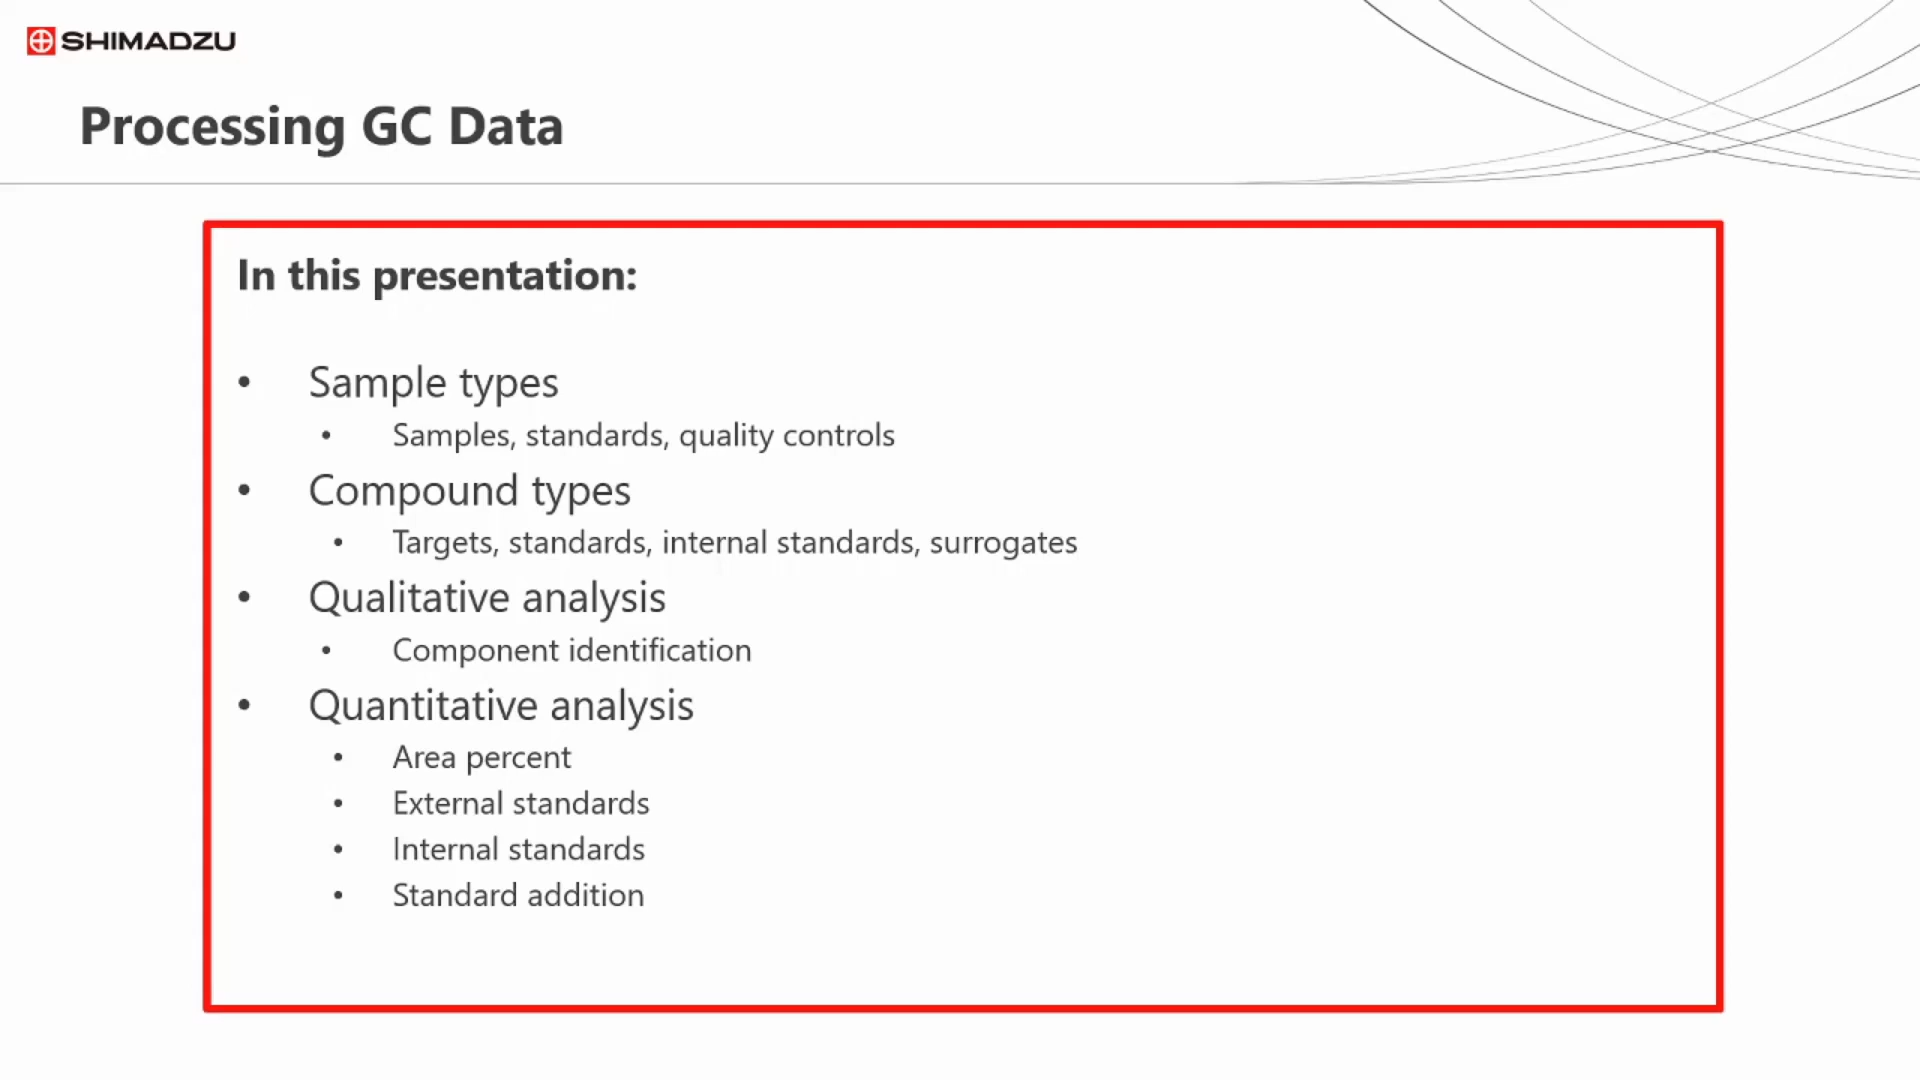 SHIMADZU
Processing GC Data
In this presentation:
• Sample types
• Samples, standards, quality controls
• Compound types
• Targets, standards, internal standards, surrogates
• Qualitative analysis
• Component identification
• Quantitative analysis
• Area percent
• External standards
• Internal standards
• Standard addition